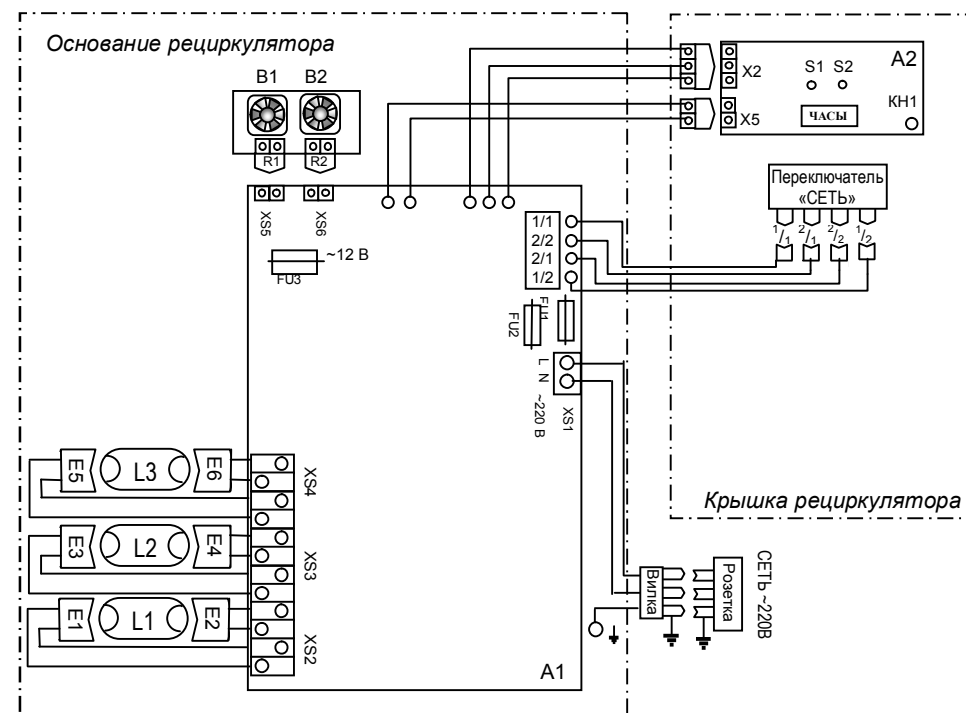 Основание рециркулятора
B1 B2
R1 R2
XS5 XS6
FU3
~12 В
X2
X5
S1 S2
A2
ЧАСЫ
КН1
Переключатель
«СЕТЬ»
1/1 2/1 2/2 1/2
1/1
2/2
2/1
1/2
FU1
FU2
L N
~220 В
XS1
Крышка рециркулятора
E5 L3 E6
XS4
E3 L2 E4
XS3
E1 L1 E2
XS2
A1
Вилка
Розетка
СЕТЬ ~220В